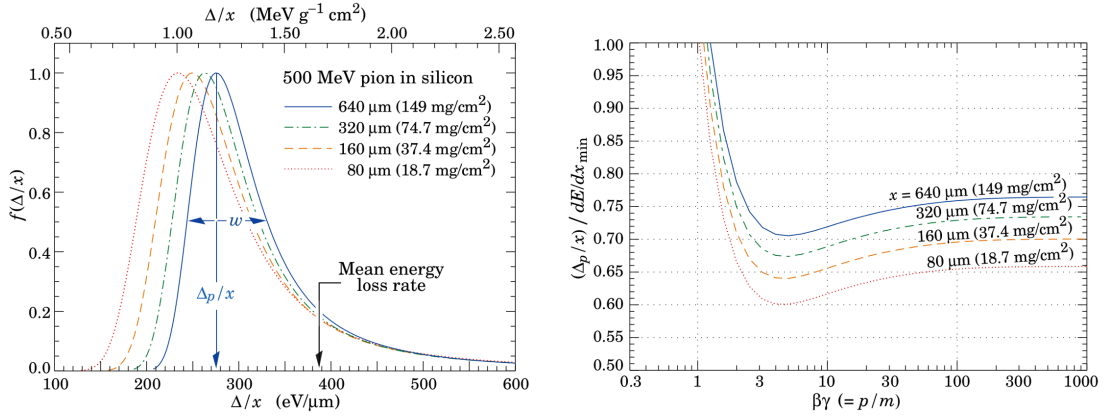 Δ/x (MeV g⁻¹ cm²)
0.50 1.00 1.50 2.00 2.50
f(Δ/x)
1.0
0.8
0.6
0.4
0.2
0.0
500 MeV pion in silicon
640 μm (149 mg/cm²)
320 μm (74.7 mg/cm²)
160 μm (37.4 mg/cm²)
80 μm (18.7 mg/cm²)
w
Δp/x
Mean energy
loss rate
100 200 300 400 500 600
Δ/x (eV/μm)
(Δp/x) / dE/dx min
1.00
0.95
0.90
0.85
0.80
0.75
0.70
0.65
0.60
0.55
0.50
x = 640 μm (149 mg/cm²)
320 μm (74.7 mg/cm²)
160 μm (37.4 mg/cm²)
80 μm (18.7 mg/cm²)
0.3 1 3 10 30 100 300 1000
βγ (= p/m)